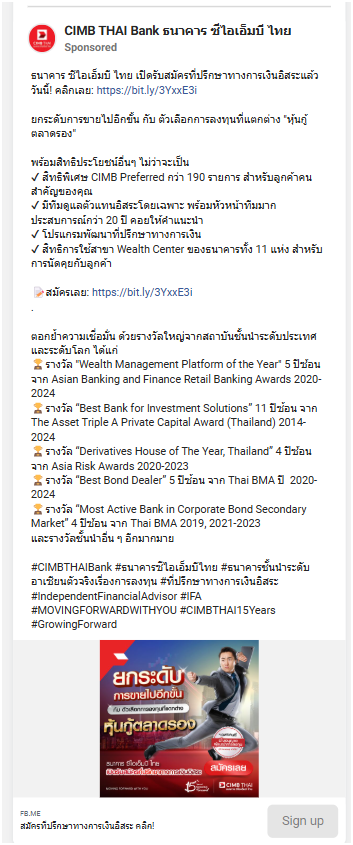 CIMB THAI Bank ธนาคาร ซีไอเอ็มบี ไทย
Sponsored
ธนาคาร ซีไอเอ็มบี ไทย เปิดรับสมัครที่ปรึกษาทางการเงินอิสระแล้ว
วันนี้! คลิกเลย: https://bit.ly/3YxxE3i
ยกระดับการขายไปอีกขั้น กับ ตัวเลือกการลงทุนที่แตกต่าง "หุ้นกู้
ตลาดรอง"
พร้อมสิทธิประโยชน์อื่นๆ ไม่ว่าจะเป็น
✓ สิทธิพิเศษ CIMB Preferred กว่า 190 รายการ สำหรับลูกค้าคน
สำคัญของคุณ
✓ มีทีมดูแลตัวแทนอิสระโดยเฉพาะ พร้อมหัวหน้าทีมมาก
ประสบการณ์กว่า 20 ปี คอยให้คำแนะนำ
✓ โปรแกรมพัฒนาที่ปรึกษาทางการเงิน
✓ สิทธิการใช้สาขา Wealth Center ของธนาคารทั้ง 11 แห่ง สำหรับ
การนัดคุยกับลูกค้า
📝สมัครเลย: https://bit.ly/3YxxE3i
.
ตอกย้ำความเชื่อมั่น ด้วยรางวัลใหญ่จากสถาบันชั้นนำระดับประเทศ
และระดับโลก ได้แก่
🏆รางวัล "Wealth Management Platform of the Year" 5 ปีซ้อน
จาก Asian Banking and Finance Retail Banking Awards 2020-
2024
🏆รางวัล “Best Bank for Investment Solutions” 11 ปีซ้อน จาก
The Asset Triple A Private Capital Award (Thailand) 2014-
2024
🏆รางวัล “Derivatives House of The Year, Thailand” 4 ปีซ้อน
จาก Asia Risk Awards 2020-2023
🏆รางวัล “Best Bond Dealer” 5 ปีซ้อน จาก Thai BMA ปี 2020-
2024
🏆รางวัล “Most Active Bank in Corporate Bond Secondary
Market” 4 ปีซ้อน จาก Thai BMA 2019, 2021-2023
และรางวัลชั้นนำอื่น ๆ อีกมากมาย
#CIMBTHAIBank #ธนาคารซีไอเอ็มบีไทย #ธนาคารชั้นนำระดับ
อาเซียนตัวจริงเรื่องการลงทุน #ที่ปรึกษาทางการเงินอิสระ
#IndependentFinancialAdvisor #IFA
#MOVINGFORWARDWITHYOU #CIMBTHAI15Years
#GrowingForward
ยกระดับ
การขายไปอีกขั้น
กับ ตัวเลือกการลงทุนที่แตกต่าง
หุ้นกู้ตลาดรอง
ธนาคาร ซีไอเอ็มบี ไทย
เปิดรับสมัครที่ปรึกษาทางการเงินอิสระ
สมัครเลย
MOVING FORWARD WITH YOU
CIMB THAI
FB.ME
สมัครที่ปรึกษาทางการเงินอิสระ คลิก!
Sign up